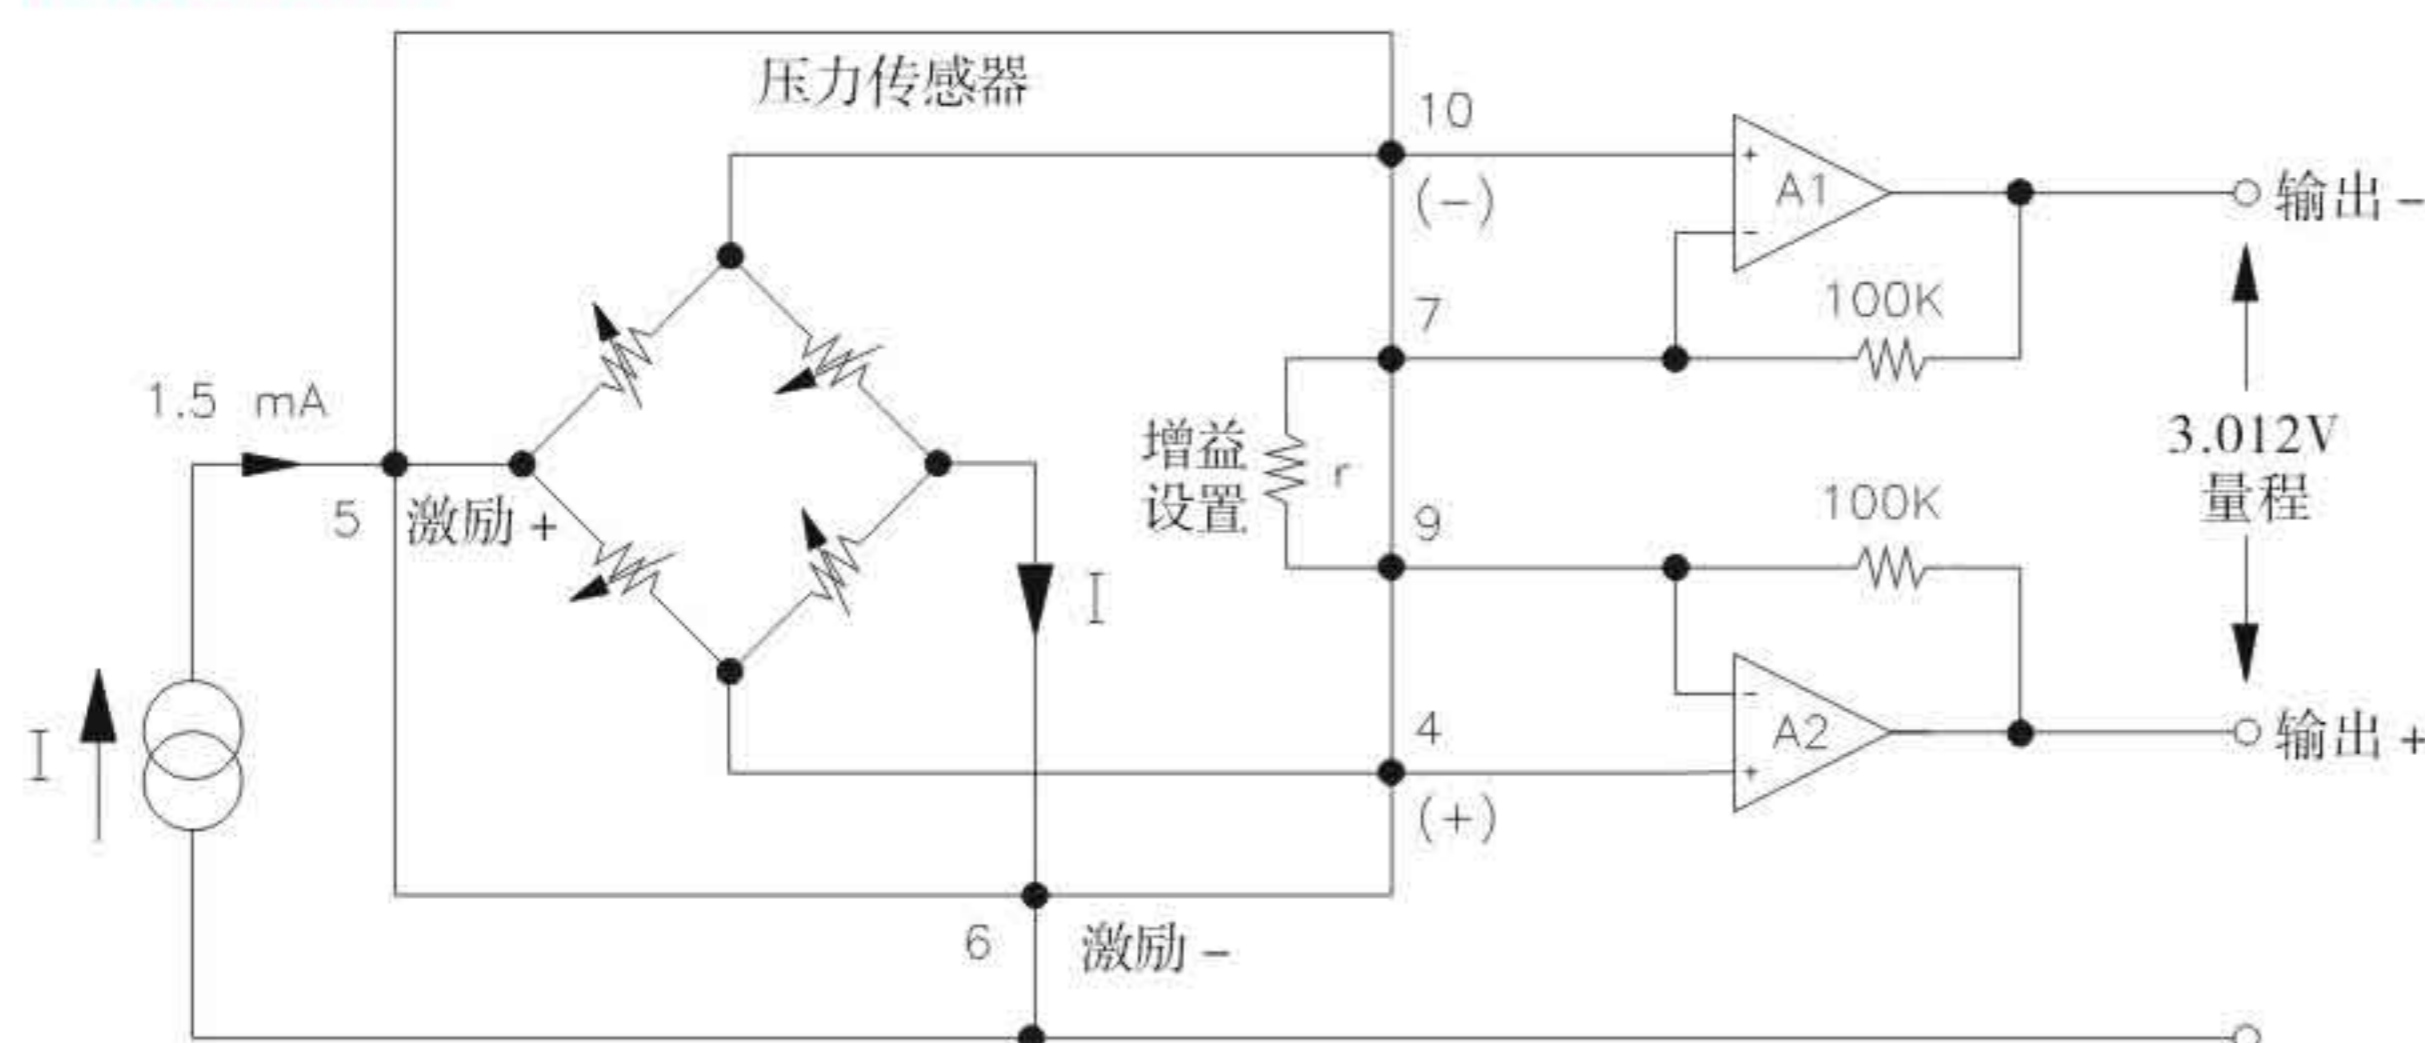 压力传感器
10
(-)
+
A1
-
输出 -
7
100K
1.5 mA
增益
设置
r
3.012V
量程
5
激励 +
9
100K
I
4
-
A2
+
输出 +
(+)
I
6
激励 -